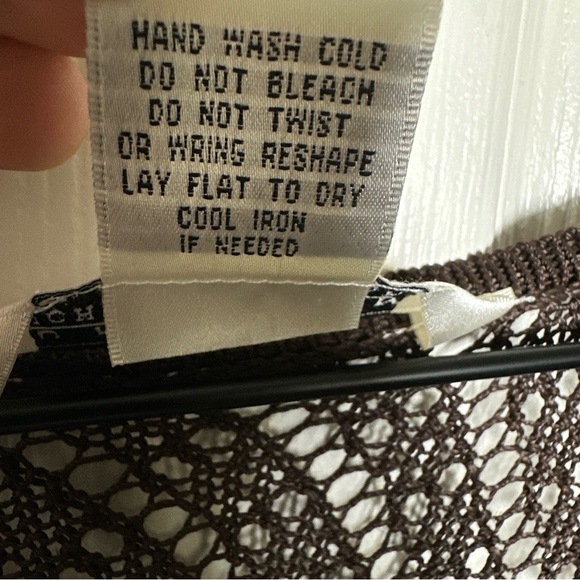 HAND WASH COLD
DO NOT BLEACH
DO NOT TWIST
OR WRING RESHAPE
LAY FLAT TO DRY
COOL IRON
IF NEEDED